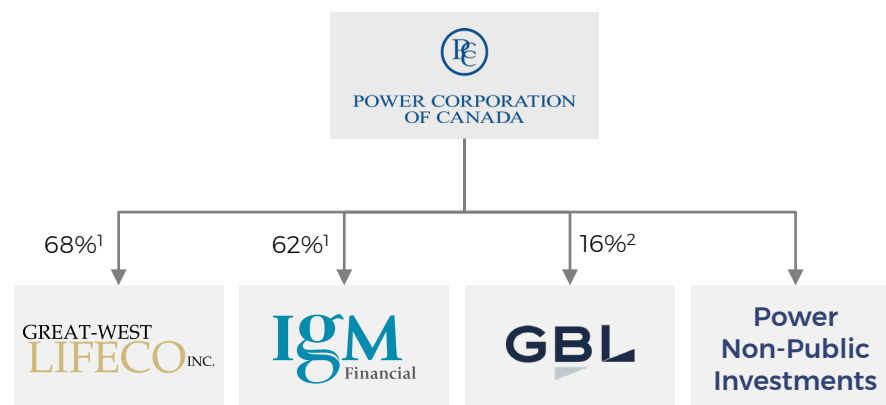 PCC
POWER CORPORATION
OF CANADA
68%¹
62%¹
16%²
GREAT-WEST
LIFECO INC.
IGM
Financial
GBL
Power
Non-Public
Investments